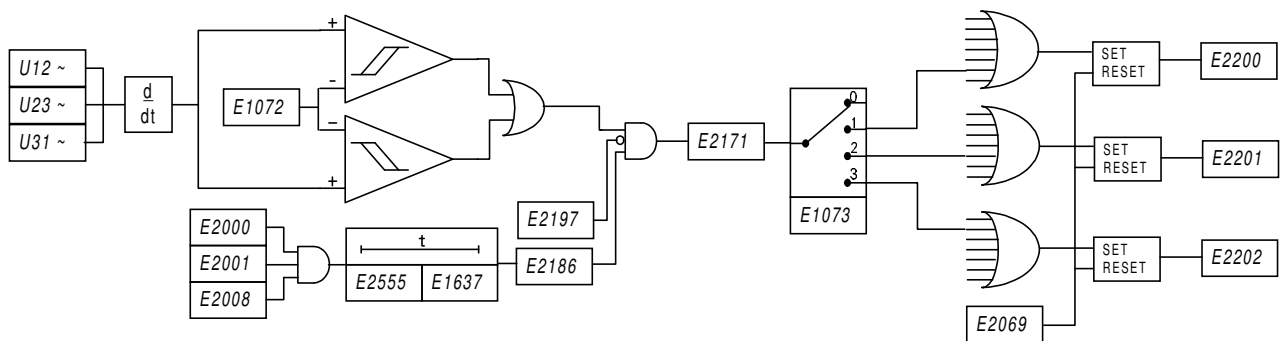 U12 ~
U23 ~
U31 ~
d
dt
+
-
E1072
-
+
E2000
E2001
E2008
t
E2555
E1637
E2197
E2186
E2171
0
1
2
3
E1073
SET
RESET
E2200
SET
RESET
E2201
SET
RESET
E2202
E2069